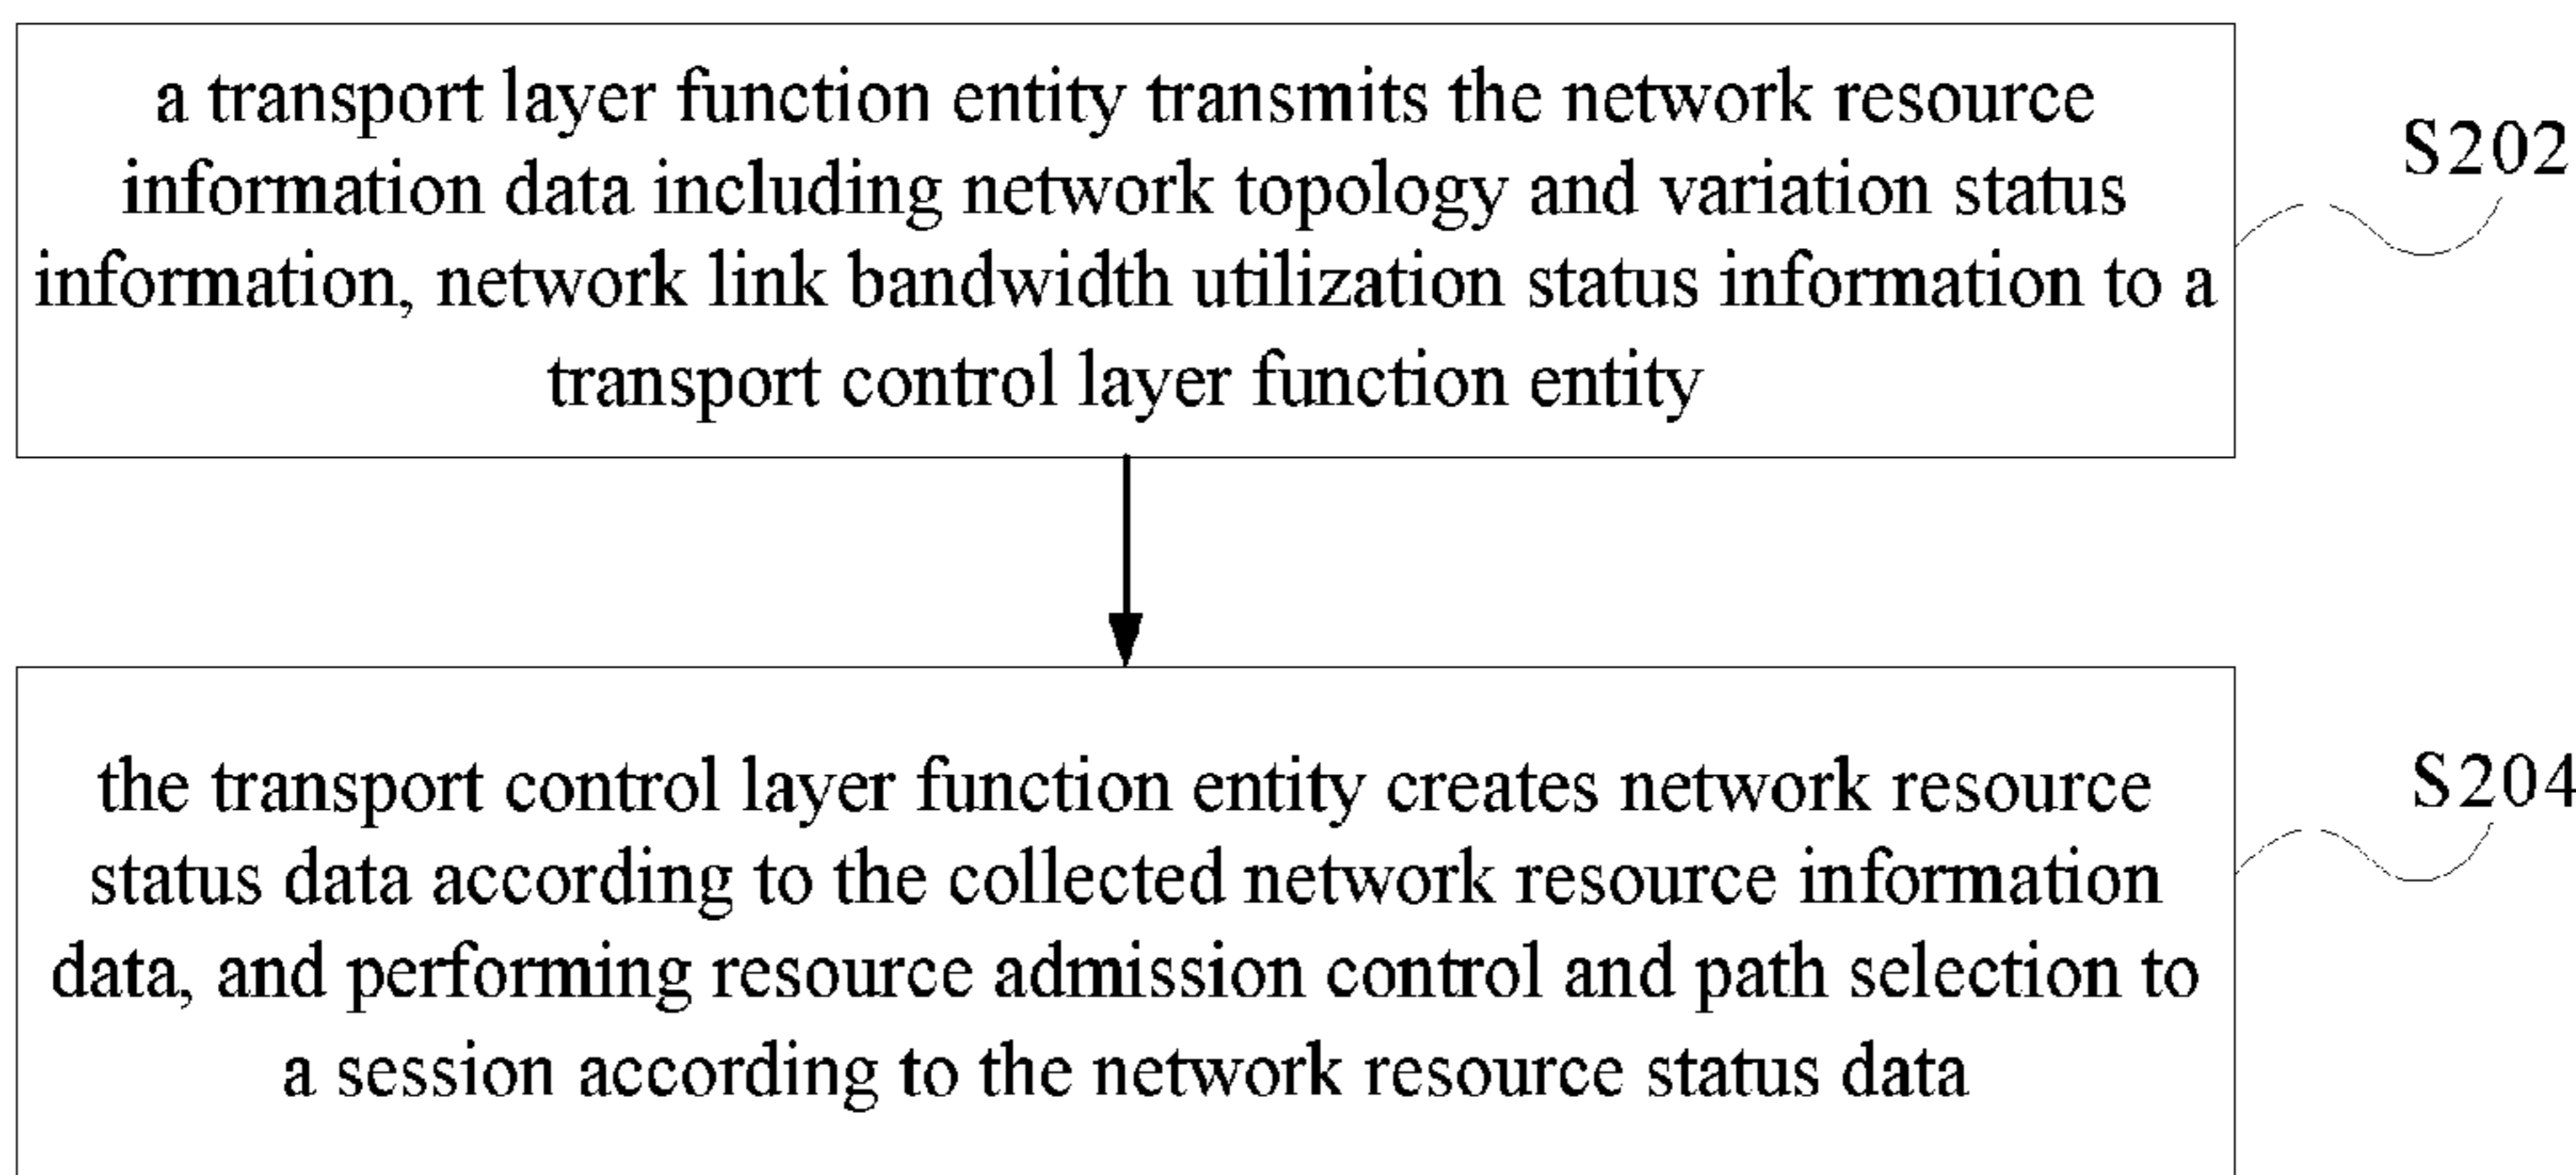 a transport layer function entity transmits the network resource
information data including network topology and variation status
information, network link bandwidth utilization status information to a
transport control layer function entity
S202
the transport control layer function entity creates network resource
status data according to the collected network resource information
data, and performing resource admission control and path selection to
a session according to the network resource status data
S204